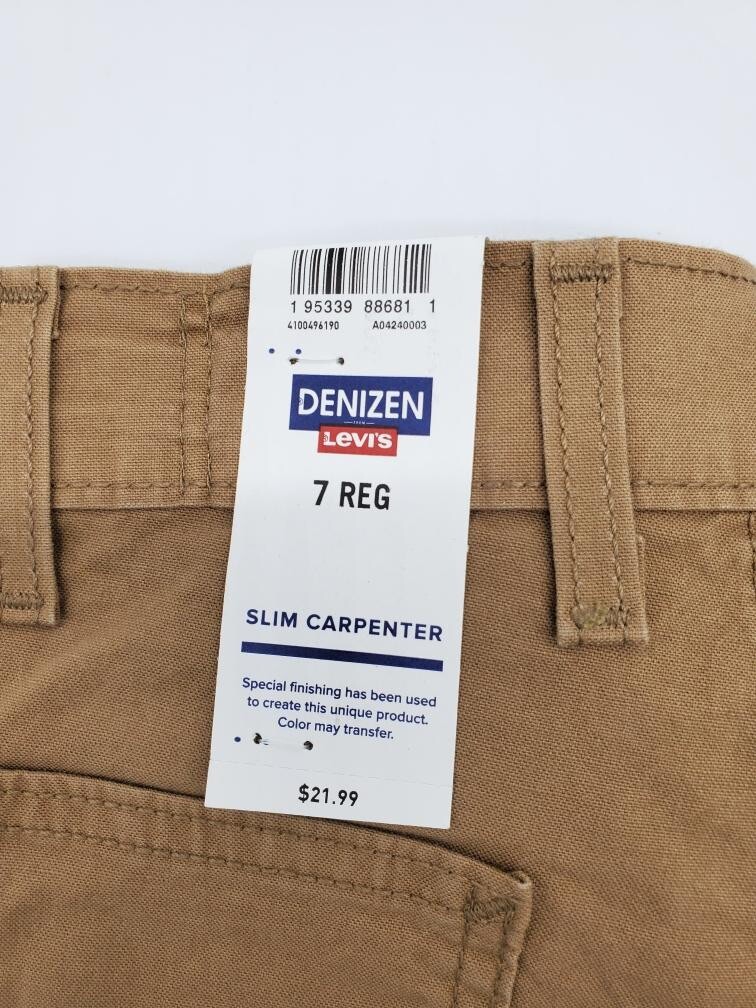 1 95339 88681 1
4100496190 A04240003
DENIZEN
FROM
Levi's
7 REG
SLIM CARPENTER
Special finishing has been used
to create this unique product.
Color may transfer.
$21.99